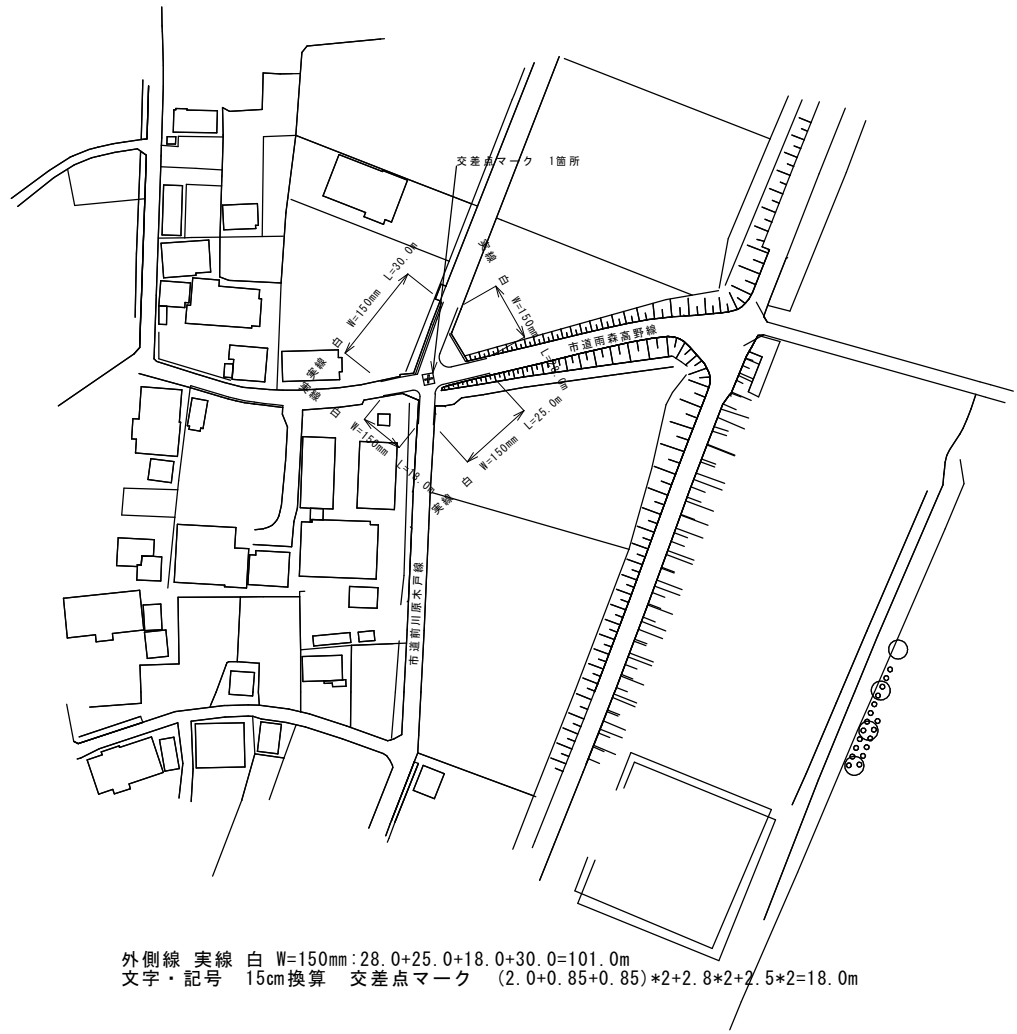 交差点マーク　1箇所
実線　白　W=150mm　L=30.0m
実線　白　W=150mm　L=28.0m
市道雨森高野線
実線　白　W=150mm　L=18.0m
実線　白　W=150mm　L=25.0m
市道前川原木戸線
外側線 実線 白 W=150mm:28.0+25.0+18.0+30.0=101.0m
文字・記号　15cm換算　交差点マーク　(2.0+0.85+0.85)*2+2.8*2+2.5*2=18.0m